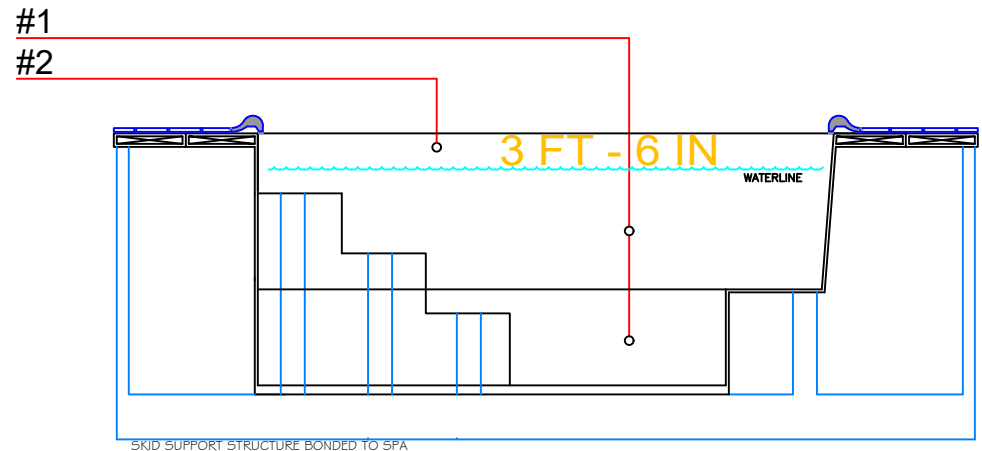 #1
#2
3 FT - 6 IN
WATERLINE
SKID SUPPORT STRUCTURE BONDED TO SPA